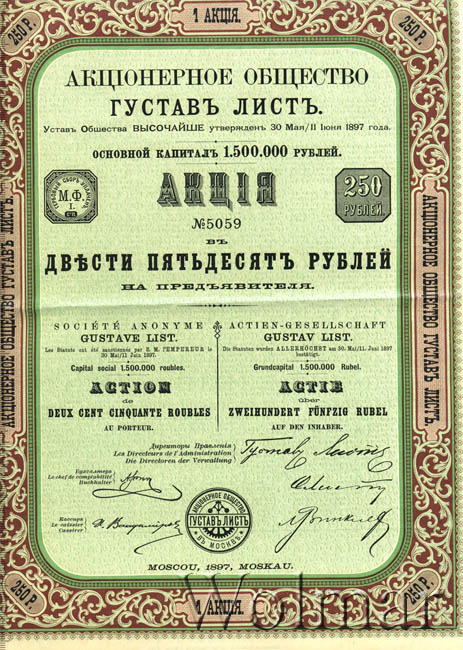 1 АКЦІЯ.
250 Р.
250 Р.
АКЦІОНЕРНОЕ ОБЩЕСТВО
ГУСТАВЪ ЛИСТЪ.
Уставъ Общества ВЫСОЧАЙШЕ утвержденъ 30 Мая/11 Іюня 1897 года.
ОСНОВНОЙ КАПИТАЛЪ 1.500.000 РУБЛЕЙ.
АКЦІЯ
М.Ф.
I.
250
РУБЛЕЙ.
№5059
ВЪ
ДВѢСТИ ПЯТЬДЕСЯТЪ РУБЛЕЙ
НА ПРЕДЪЯВИТЕЛЯ.
АКЦІОНЕРНОЕ ОБЩЕСТВО ГУСТАВЪ ЛИСТЪ.
АКЦІОНЕРНОЕ ОБЩЕСТВО ГУСТАВЪ ЛИСТЪ.
SOCIÉTÉ ANONYME
GUSTAVE LIST.
Les Statuts ont été sanctionnés par S. M. l'EMPEREUR le
30 Mai/11 Juin 1897.
Capital social 1.500.000 roubles.
ACTION
de
DEUX CENT CINQUANTE ROUBLES
AU PORTEUR.
ACTIEN-GESELLSCHAFT
GUSTAV LIST.
Die Statuten wurden ALLERHÖCHST am 30. Mai/11. Juni 1897
bestätigt.
Grundcapital 1.500.000 Rubel.
ACTIE
über
ZWEIHUNDERT FÜNFZIG RUBEL
AUF DEN INHABER.
Директоры Правленія
Les Directeurs de l'Administration
Die Directoren der Verwaltung
Густавъ Листъ
Бухгалтеръ
Le chef de comptabilité
Buchhalter
Кассиръ
Le caissier
Cassirer
АКЦІОНЕРНОЕ ОБЩЕСТВО
ГУСТАВЪ ЛИСТЪ
ВЪ МОСКВѢ
MOSCOU, 1897, MOSKAU.
250 Р.
1 АКЦІЯ.
250 Р.
Wolmar